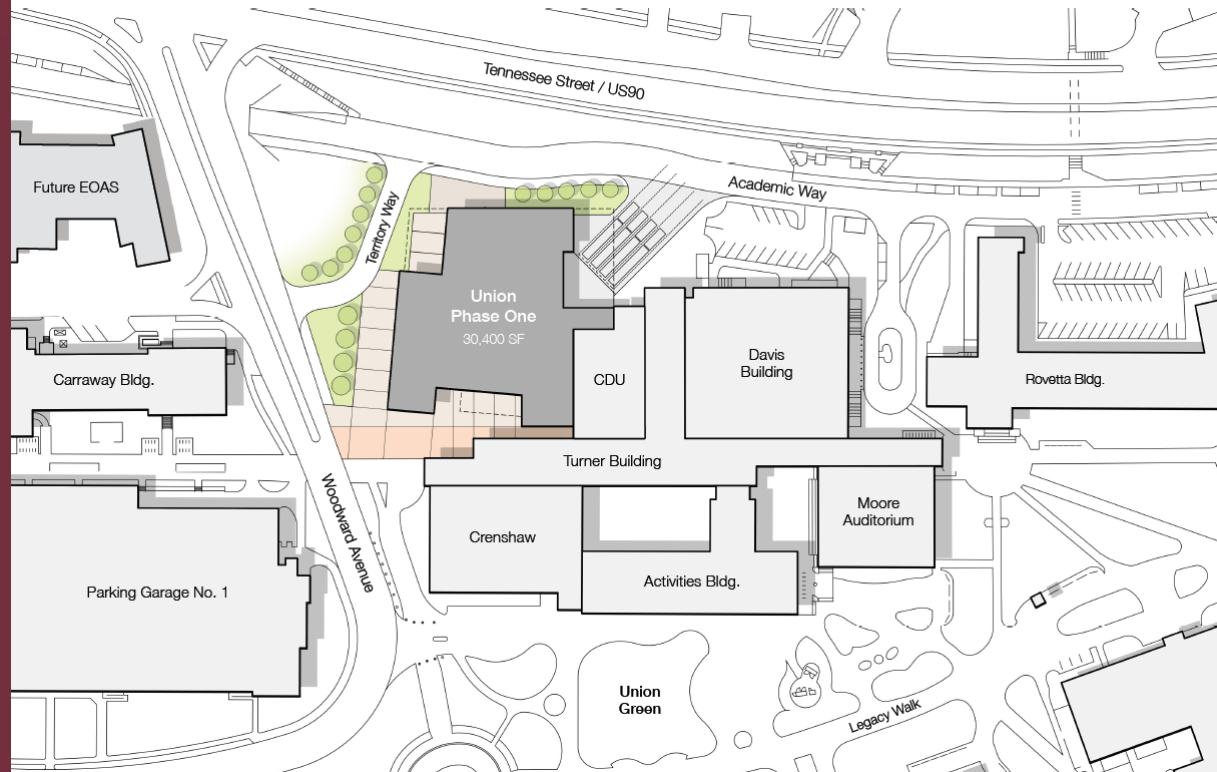 Tennessee Street / US90
Future EOAS
Territory Way
Academic Way
Union
Phase One
30,400 SF
Davis
Building
CDU
Carraway Bldg.
Rovetta Bldg.
Turner Building
Woodward Avenue
Crenshaw
Moore
Auditorium
Activities Bldg.
Parking Garage No. 1
Union
Green
Legacy Walk